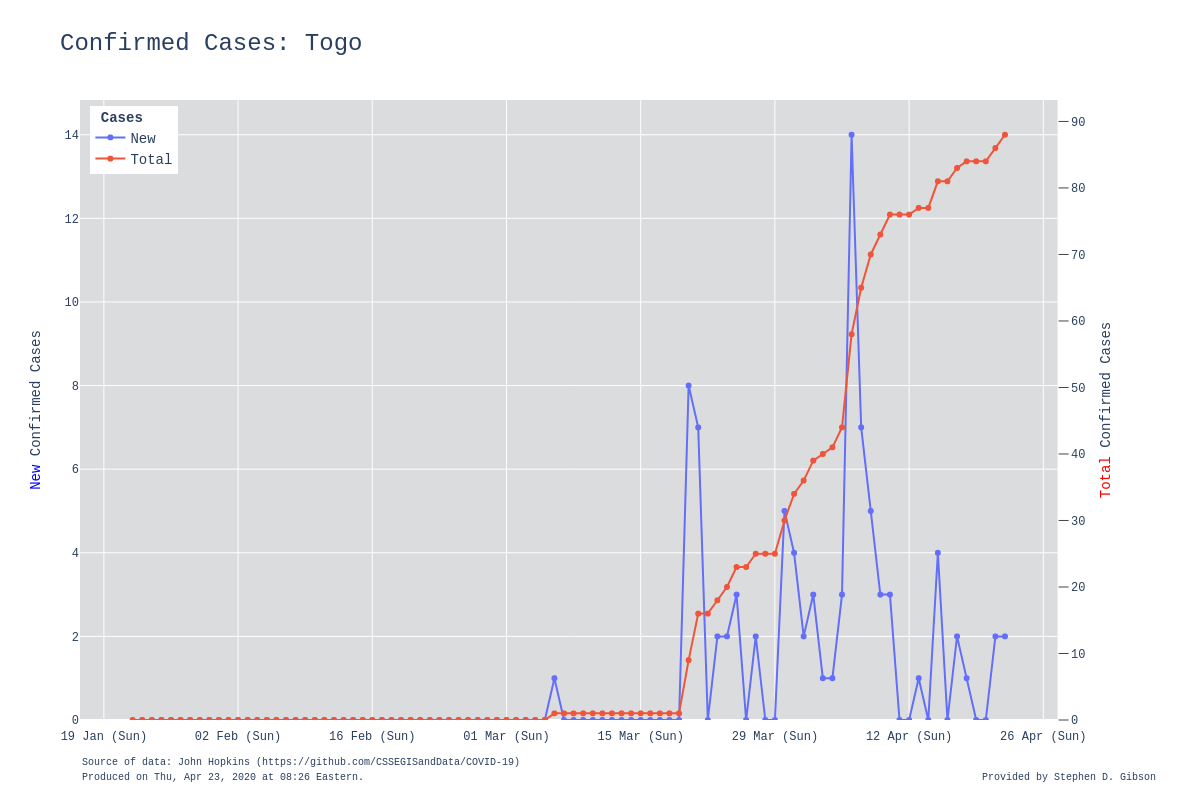 Confirmed Cases: Togo
Cases
New
Total
14
12
10
8
6
4
2
0
90
80
70
60
50
40
30
20
10
0
New Confirmed Cases
Total Confirmed Cases
19 Jan (Sun) 02 Feb (Sun) 16 Feb (Sun) 01 Mar (Sun) 15 Mar (Sun) 29 Mar (Sun) 12 Apr (Sun) 26 Apr (Sun)
Source of data: John Hopkins (https://github.com/CSSEGISandData/COVID-19)
Produced on Thu, Apr 23, 2020 at 08:26 Eastern.
Provided by Stephen D. Gibson